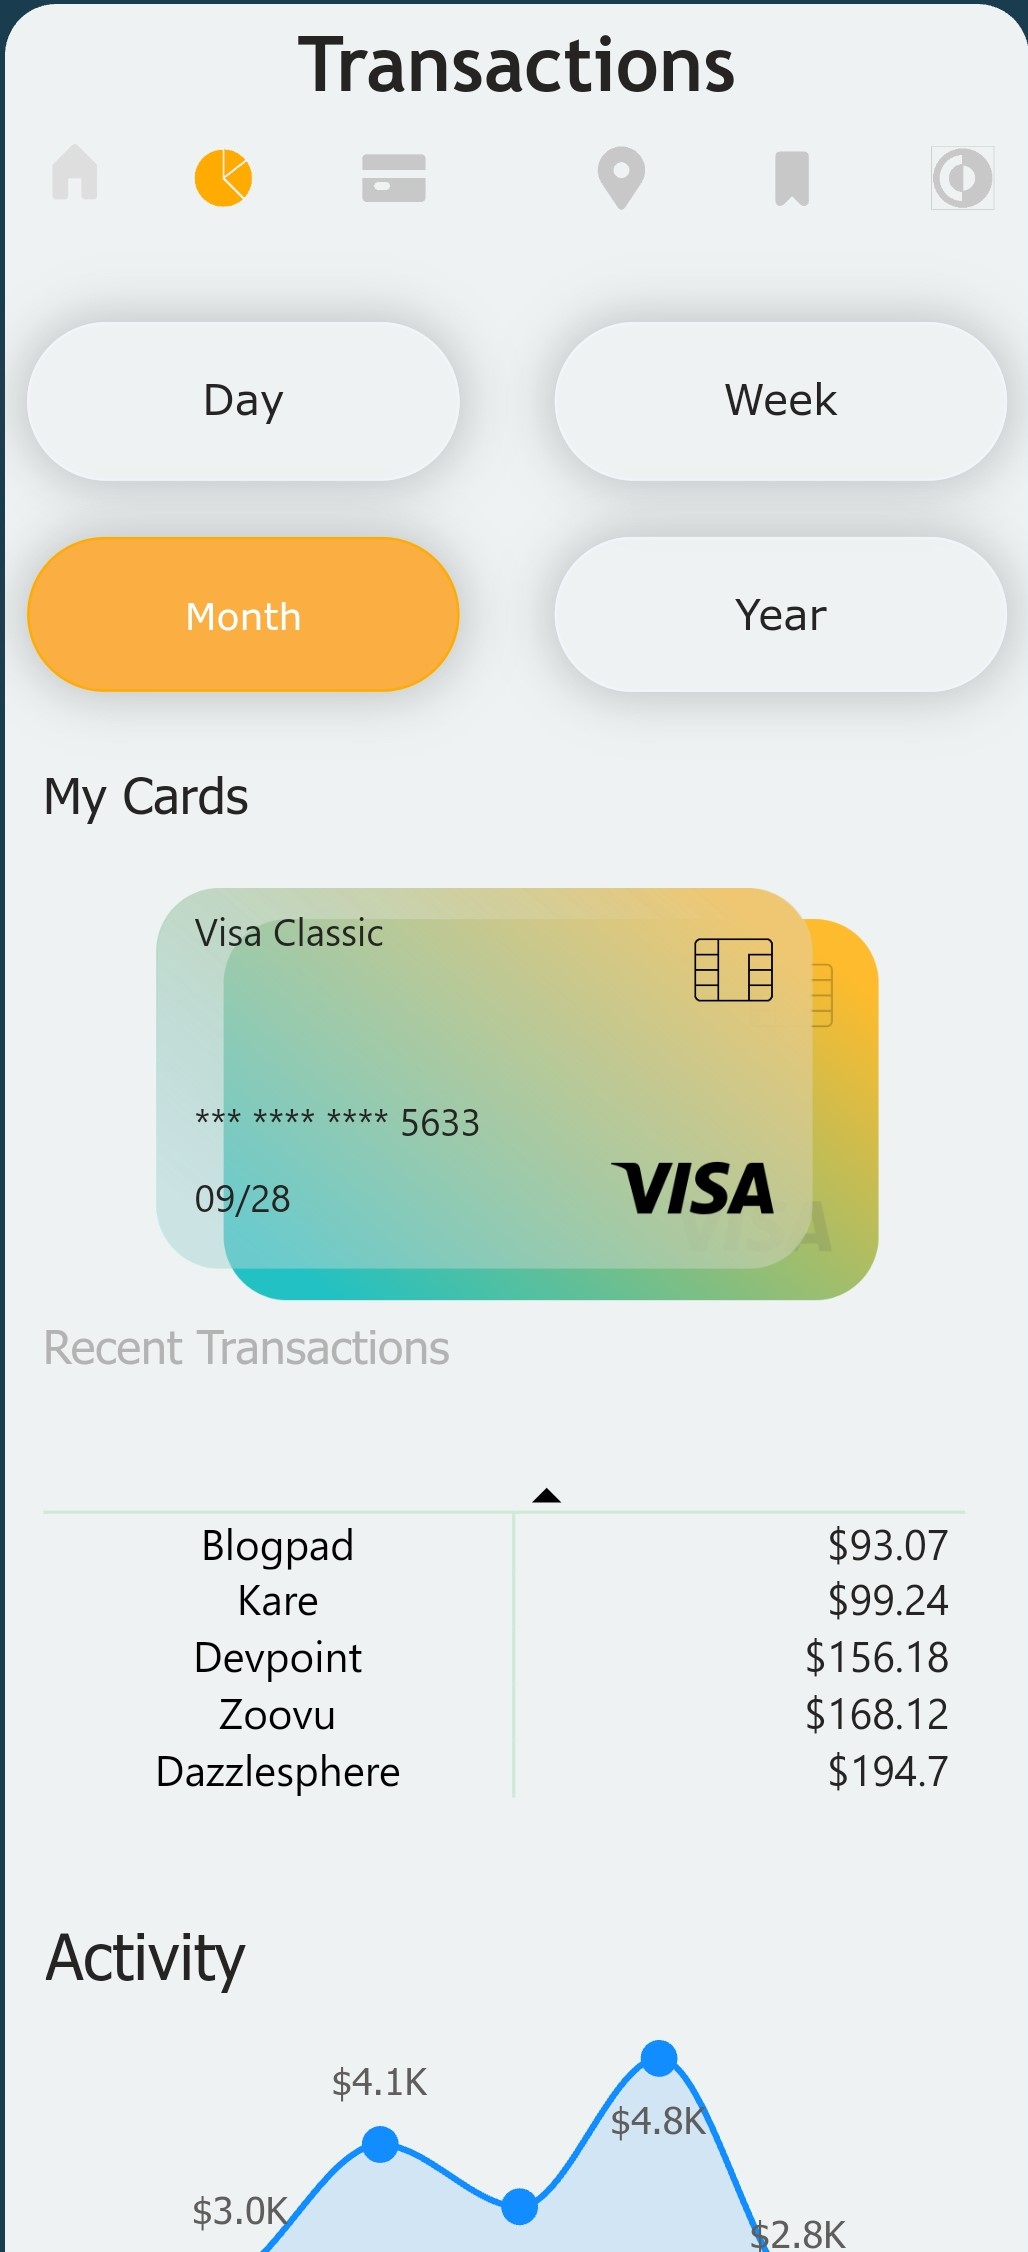 Transactions
Day
Week
Month
Year
My Cards
Visa Classic
*** **** **** 5633
09/28
VISA
VISA
Recent Transactions
Blogpad $93.07
Kare $99.24
Devpoint $156.18
Zoovu $168.12
Dazzlesphere $194.7
Activity
$4.1K
$4.8K
$3.0K
$2.8K